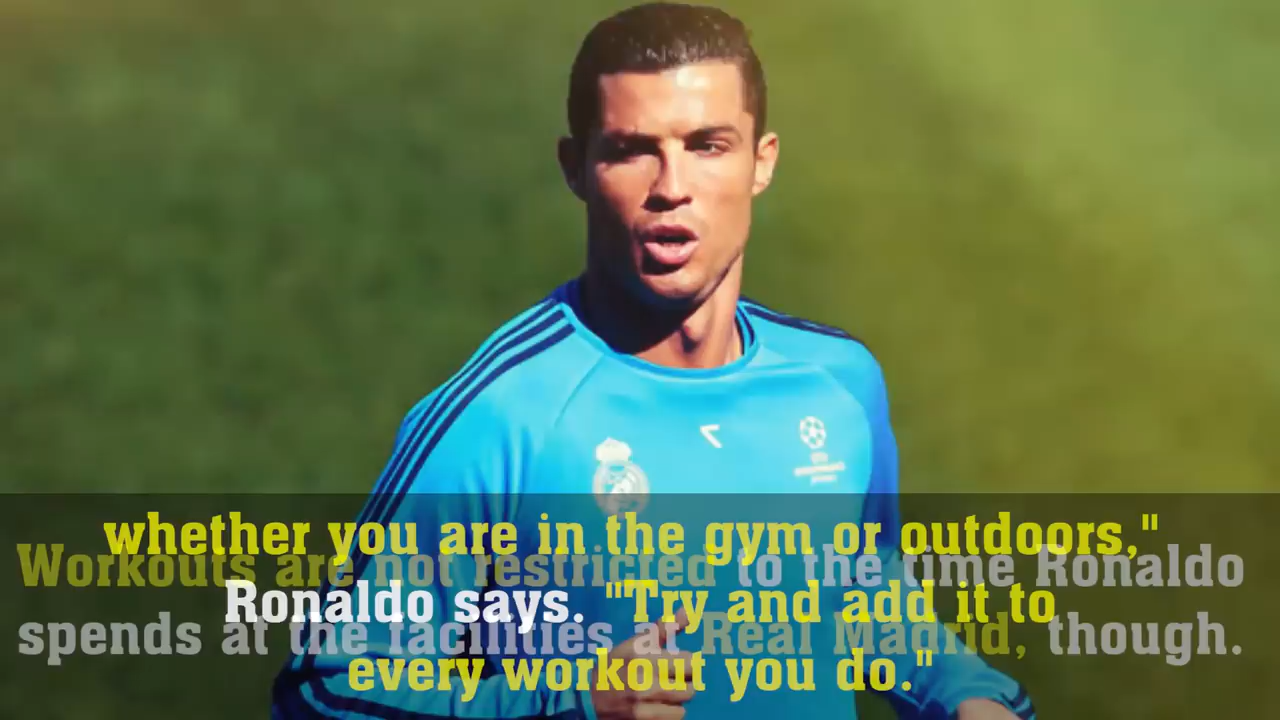 whether you are in the gym or outdoors,"
Ronaldo says. "Try and add it to
every workout you do."
Workouts are not restricted to the time Ronaldo
spends at the facilities at Real Madrid, though.